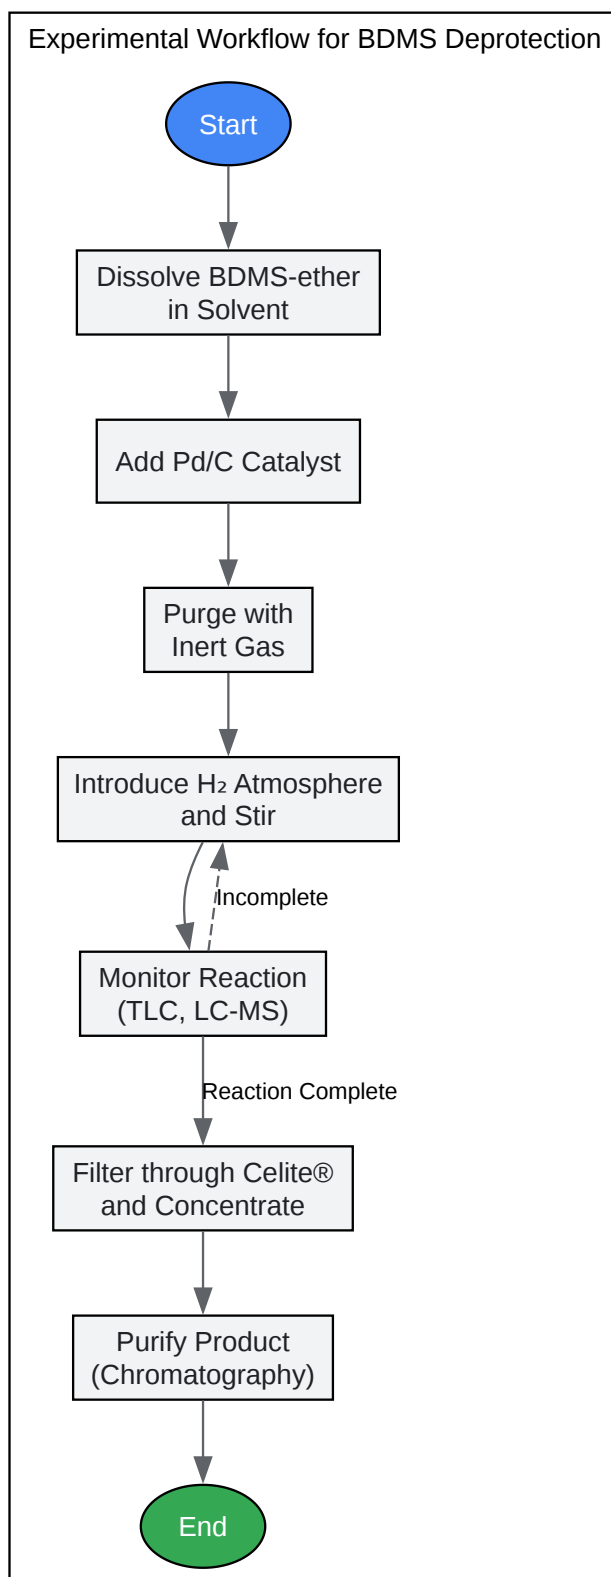 Experimental Workflow for BDMS Deprotection
Start
Dissolve BDMS-ether
in Solvent
Add Pd/C Catalyst
Purge with
Inert Gas
Introduce H₂ Atmosphere
and Stir
Incomplete
Monitor Reaction
(TLC, LC-MS)
Reaction Complete
Filter through Celite®
and Concentrate
Purify Product
(Chromatography)
End